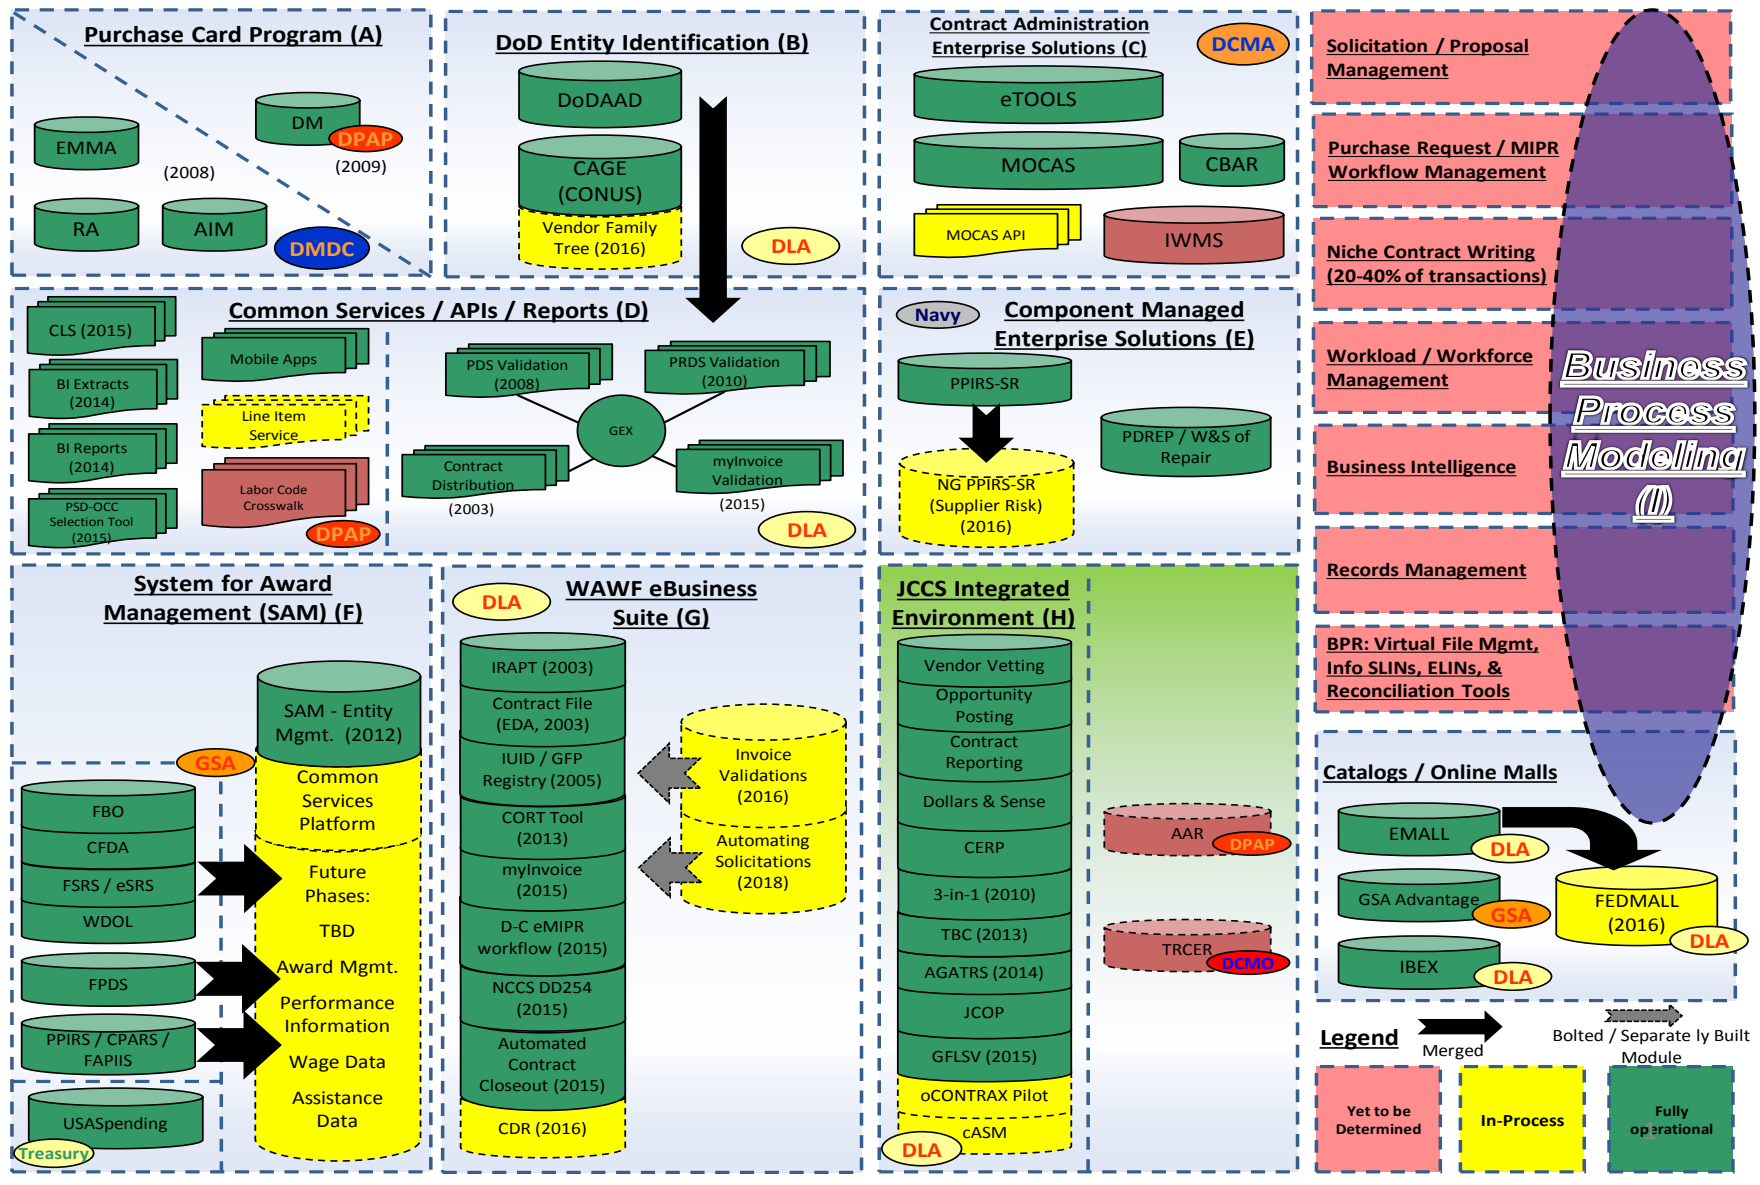 Purchase Card Program (A)
EMMA
DM
DPAP
(2009)
(2008)
RA
AIM
DMDC
DoD Entity Identification (B)
DoDAAD
CAGE
(CONUS)
Vendor Family
Tree (2016)
DLA
Contract Administration
Enterprise Solutions (C)
DCMA
eTOOLS
MOCAS
CBAR
MOCAS API
IWMS
Common Services / APIs / Reports (D)
CLS (2015)
Mobile Apps
BI Extracts
(2014)
Line Item
Service
BI Reports
(2014)
Labor Code
Crosswalk
PSD-OCC
Selection Tool
(2015)
DPAP
PDS Validation
(2008)
PRDS Validation
(2010)
GEX
Contract
Distribution
(2003)
myInvoice
Validation
(2015)
DLA
Navy
Component Managed
Enterprise Solutions (E)
PPIRS-SR
NG PPIRS-SR
(Supplier Risk)
(2016)
PDREP / W&S of
Repair
System for Award
Management (SAM) (F)
SAM - Entity
Mgmt. (2012)
GSA
Common
Services
Platform
Future
Phases:
TBD
Award Mgmt.
Performance
Information
Wage Data
Assistance
Data
FBO
CFDA
FSRS / eSRS
WDOL
FPDS
PPIRS / CPARS /
FAPIIS
USASpending
Treasury
DLA
WAWF eBusiness
Suite (G)
IRAPT (2003)
Contract File
(EDA, 2003)
IUID / GFP
Registry (2005)
CORT Tool
(2013)
myInvoice
(2015)
D-C eMIPR
workflow (2015)
NCCS DD254
(2015)
Automated
Contract
Closeout (2015)
CDR (2016)
Invoice
Validations
(2016)
Automating
Solicitations
(2018)
JCCS Integrated
Environment (H)
Vendor Vetting
Opportunity
Posting
Contract
Reporting
Dollars & Sense
CERP
3-in-1 (2010)
TBC (2013)
AGATRS (2014)
JCOP
GFLSV (2015)
oCONTRAX Pilot
cASM
DLA
AAR
DPAP
TRCER
DCMO
Solicitation / Proposal
Management
Purchase Request / MIPR
Workflow Management
Niche Contract Writing
(20-40% of transactions)
Workload / Workforce
Management
Business Intelligence
Records Management
BPR: Virtual File Mgmt,
Info SLINs, ELINs, &
Reconciliation Tools
Business
Process
Modeling
(I)
Catalogs / Online Malls
EMALL
DLA
GSA Advantage
GSA
IBEX
DLA
FEDMALL
(2016)
DLA
Legend
Merged
Bolted / Separate ly Built
Module
Yet to be
Determined
In-Process
Fully
operational
1